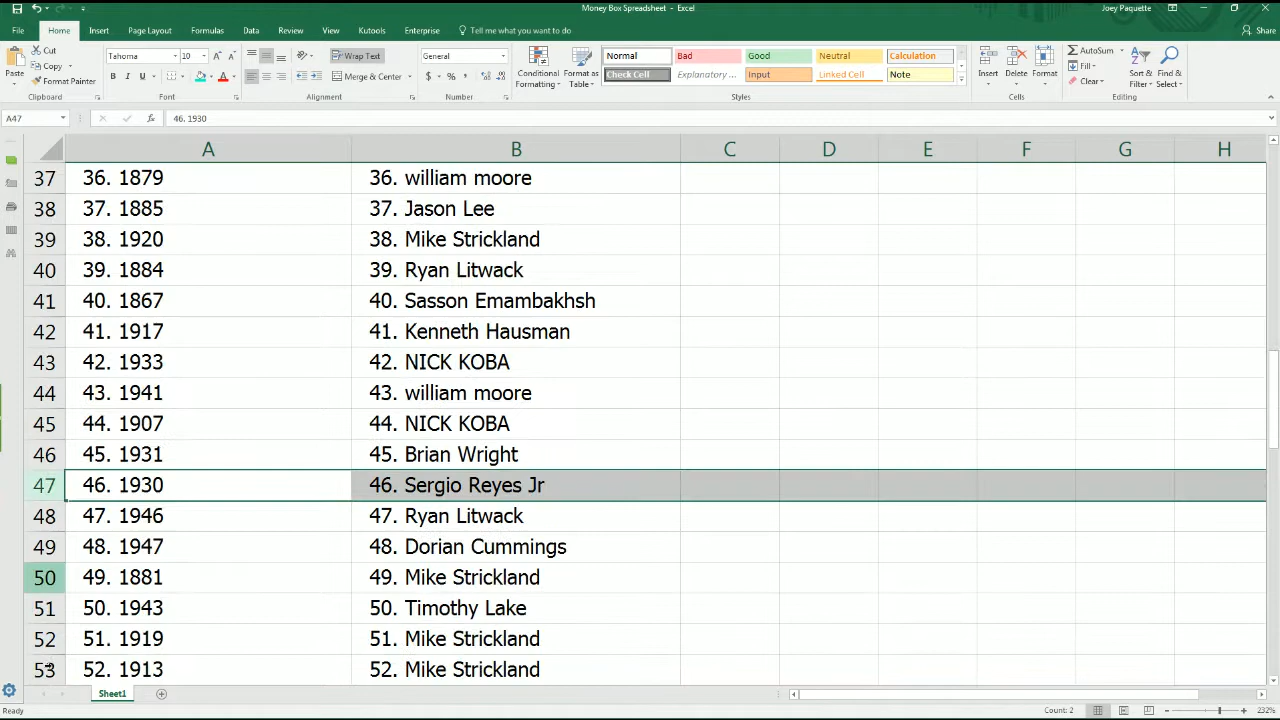 Money Box Spreadsheet - Excel
Joey Paquette
File Home Insert Page Layout Formulas Data Review View Kutools Enterprise Tell me what you want to do Share
Paste
Cut
Copy
Format Painter
Clipboard
Tahoma 10
B I U
Font
Wrap Text
Merge & Center
Alignment
General
$ % ,
Number
Conditional Formatting
Format as Table
Normal Bad Good Neutral Calculation
Check Cell Explanatory ... Input Linked Cell Note
Styles
Insert Delete Format
Cells
AutoSum
Fill
Clear
Sort & Filter
Find & Select
Editing
A47 fx 46. 1930
A B C D E F G H
37 36. 1879 36. william moore
38 37. 1885 37. Jason Lee
39 38. 1920 38. Mike Strickland
40 39. 1884 39. Ryan Litwack
41 40. 1867 40. Sasson Emambakhsh
42 41. 1917 41. Kenneth Hausman
43 42. 1933 42. NICK KOBA
44 43. 1941 43. william moore
45 44. 1907 44. NICK KOBA
46 45. 1931 45. Brian Wright
47 46. 1930 46. Sergio Reyes Jr
48 47. 1946 47. Ryan Litwack
49 48. 1947 48. Dorian Cummings
50 49. 1881 49. Mike Strickland
51 50. 1943 50. Timothy Lake
52 51. 1919 51. Mike Strickland
53 52. 1913 52. Mike Strickland
Sheet1
Ready
Count: 2
232%